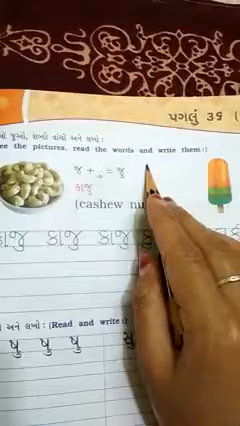 પગલું ૩૬ (
જુઓ, શબ્દો વાંચો અને લખો :
ee the pictures, read the words and write them :)
જ + ુ = જુ
કાજુ
(cashew nu
કાજુ કાજુ કાજુ
અને લખો : (Read and write :)
ષુ ષુ ષુ